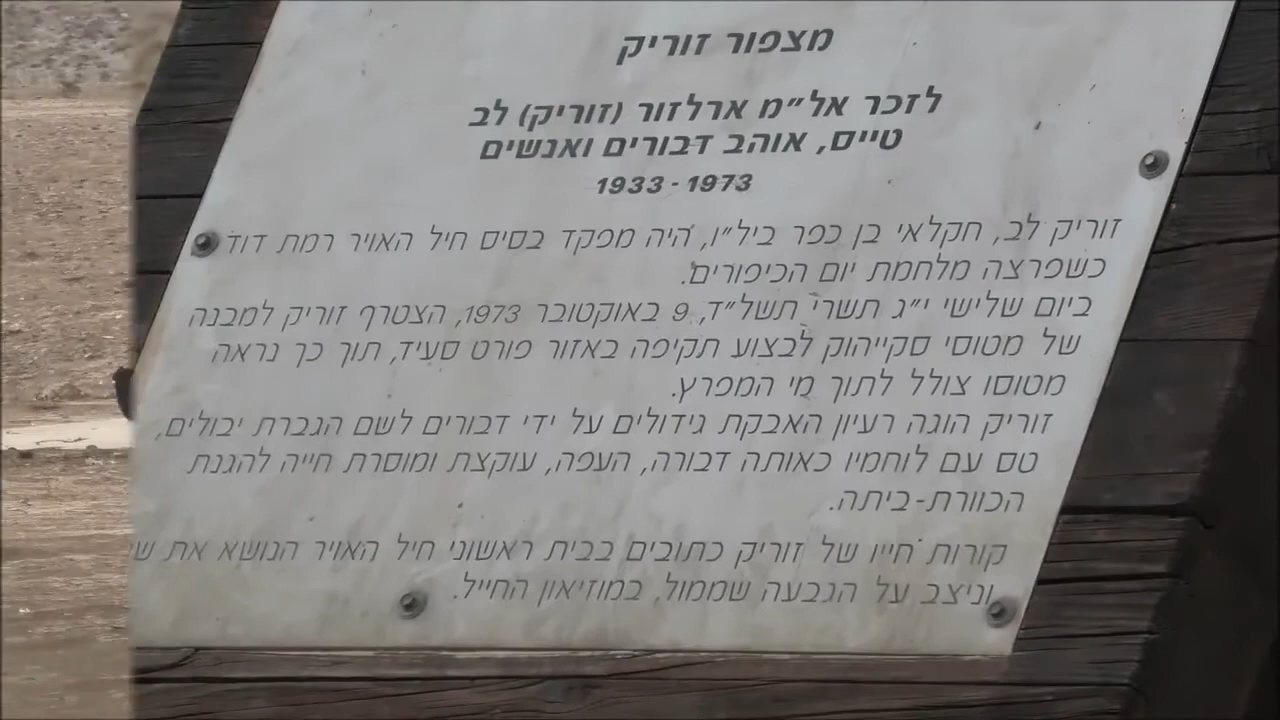 מצפור זוריק
לזכר אל״מ ארלזור (זוריק) לב
טייס, אוהב דבורים ואנשים
1933 - 1973
זוריק לב, חקלאי בן כפר ביל״ו, היה מפקד בסיס חיל האויר רמת דוד
כשפרצה מלחמת יום הכיפורים.
ביום שלישי י״ג תשרי תשל״ד, 9 באוקטובר 1973, הצטרף זוריק למבנה
של מטוסי סקייהוק לבצוע תקיפה באזור פורט סעיד, תוך כך נראה
מטוסו צולל לתוך מי המפרץ.
זוריק הוגה רעיון האבקת גידולים על ידי דבורים לשם הגברת יבולים,
טס עם לוחמיו כאותה דבורה, העפה, עוקצת ומוסרת חייה להגנת
הכוורת-ביתה.
קורות חייו של זוריק כתובים בבית ראשוני חיל האויר הנושא את
וניצב על הגבעה שממול, במוזיאון החייל.